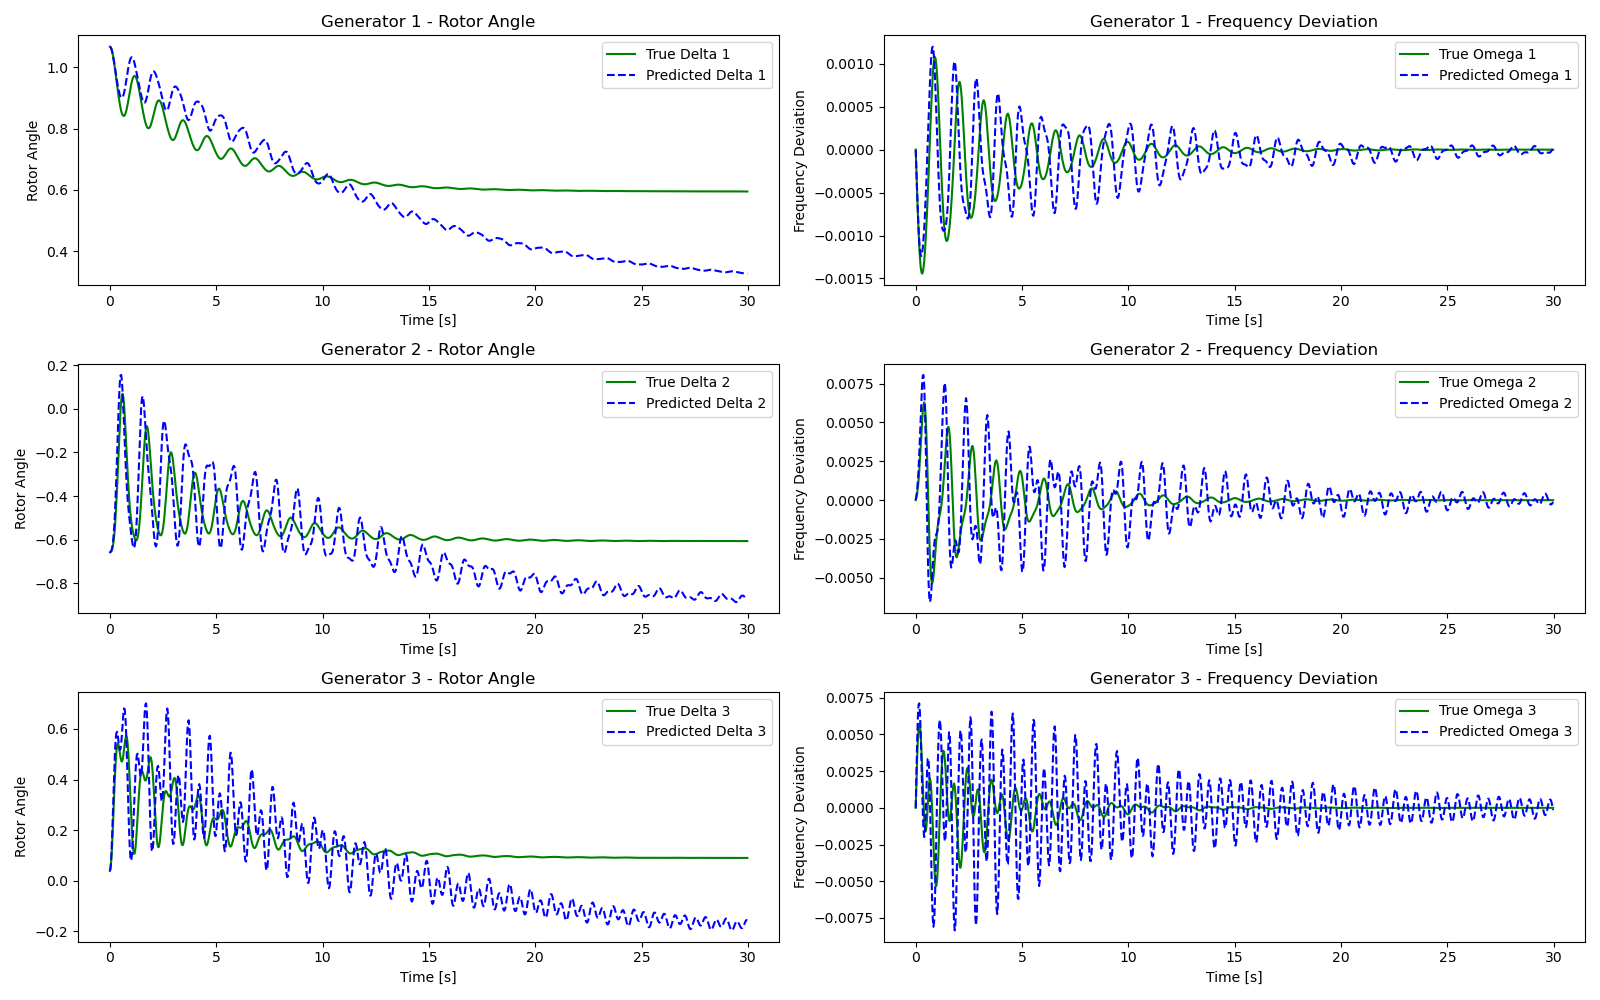 Generator 1 - Rotor Angle
Rotor Angle
1.0
0.8
0.6
0.4
True Delta 1
Predicted Delta 1
0 5 10 15 20 25 30
Time [s]
Generator 1 - Frequency Deviation
Frequency Deviation
0.0010
0.0005
0.0000
−0.0005
−0.0010
−0.0015
True Omega 1
Predicted Omega 1
0 5 10 15 20 25 30
Time [s]
Generator 2 - Rotor Angle
Rotor Angle
0.2
0.0
−0.2
−0.4
−0.6
−0.8
True Delta 2
Predicted Delta 2
0 5 10 15 20 25 30
Time [s]
Generator 2 - Frequency Deviation
Frequency Deviation
0.0075
0.0050
0.0025
0.0000
−0.0025
−0.0050
True Omega 2
Predicted Omega 2
0 5 10 15 20 25 30
Time [s]
Generator 3 - Rotor Angle
Rotor Angle
0.6
0.4
0.2
0.0
−0.2
True Delta 3
Predicted Delta 3
0 5 10 15 20 25 30
Time [s]
Generator 3 - Frequency Deviation
Frequency Deviation
0.0075
0.0050
0.0025
0.0000
−0.0025
−0.0050
−0.0075
True Omega 3
Predicted Omega 3
0 5 10 15 20 25 30
Time [s]